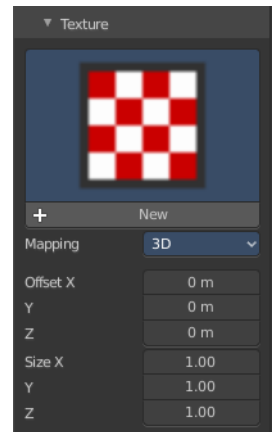 Texture
New
Mapping 3D
Offset X 0 m
Y 0 m
Z 0 m
Size X 1.00
Y 1.00
Z 1.00